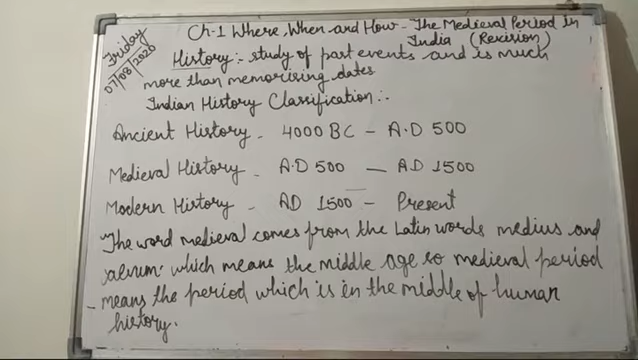 Friday
07/08/2020
Ch-1 Where, When and How - The Medieval Period in
India (Revision)
History:- study of past events and is much
more than memorising dates
Indian History Classification:-
Ancient History - 4000 BC - A.D 500
Medieval History - A.D 500 - AD 1500
Modern History - AD 1500 - Present
The word medieval comes from the Latin words medius and
which means the middle age so medieval period
- means the period which is in the middle of human
history.